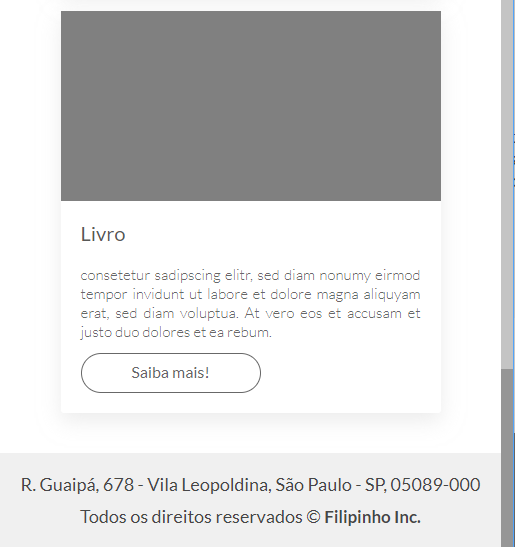 Livro
consetetur sadipscing elitr, sed diam nonumy eirmod
tempor invidunt ut labore et dolore magna aliquyam
erat, sed diam voluptua. At vero eos et accusam et
justo duo dolores et ea rebum.
Saiba mais!
R. Guaipá, 678 - Vila Leopoldina, São Paulo - SP, 05089-000
Todos os direitos reservados © Filipinho Inc.